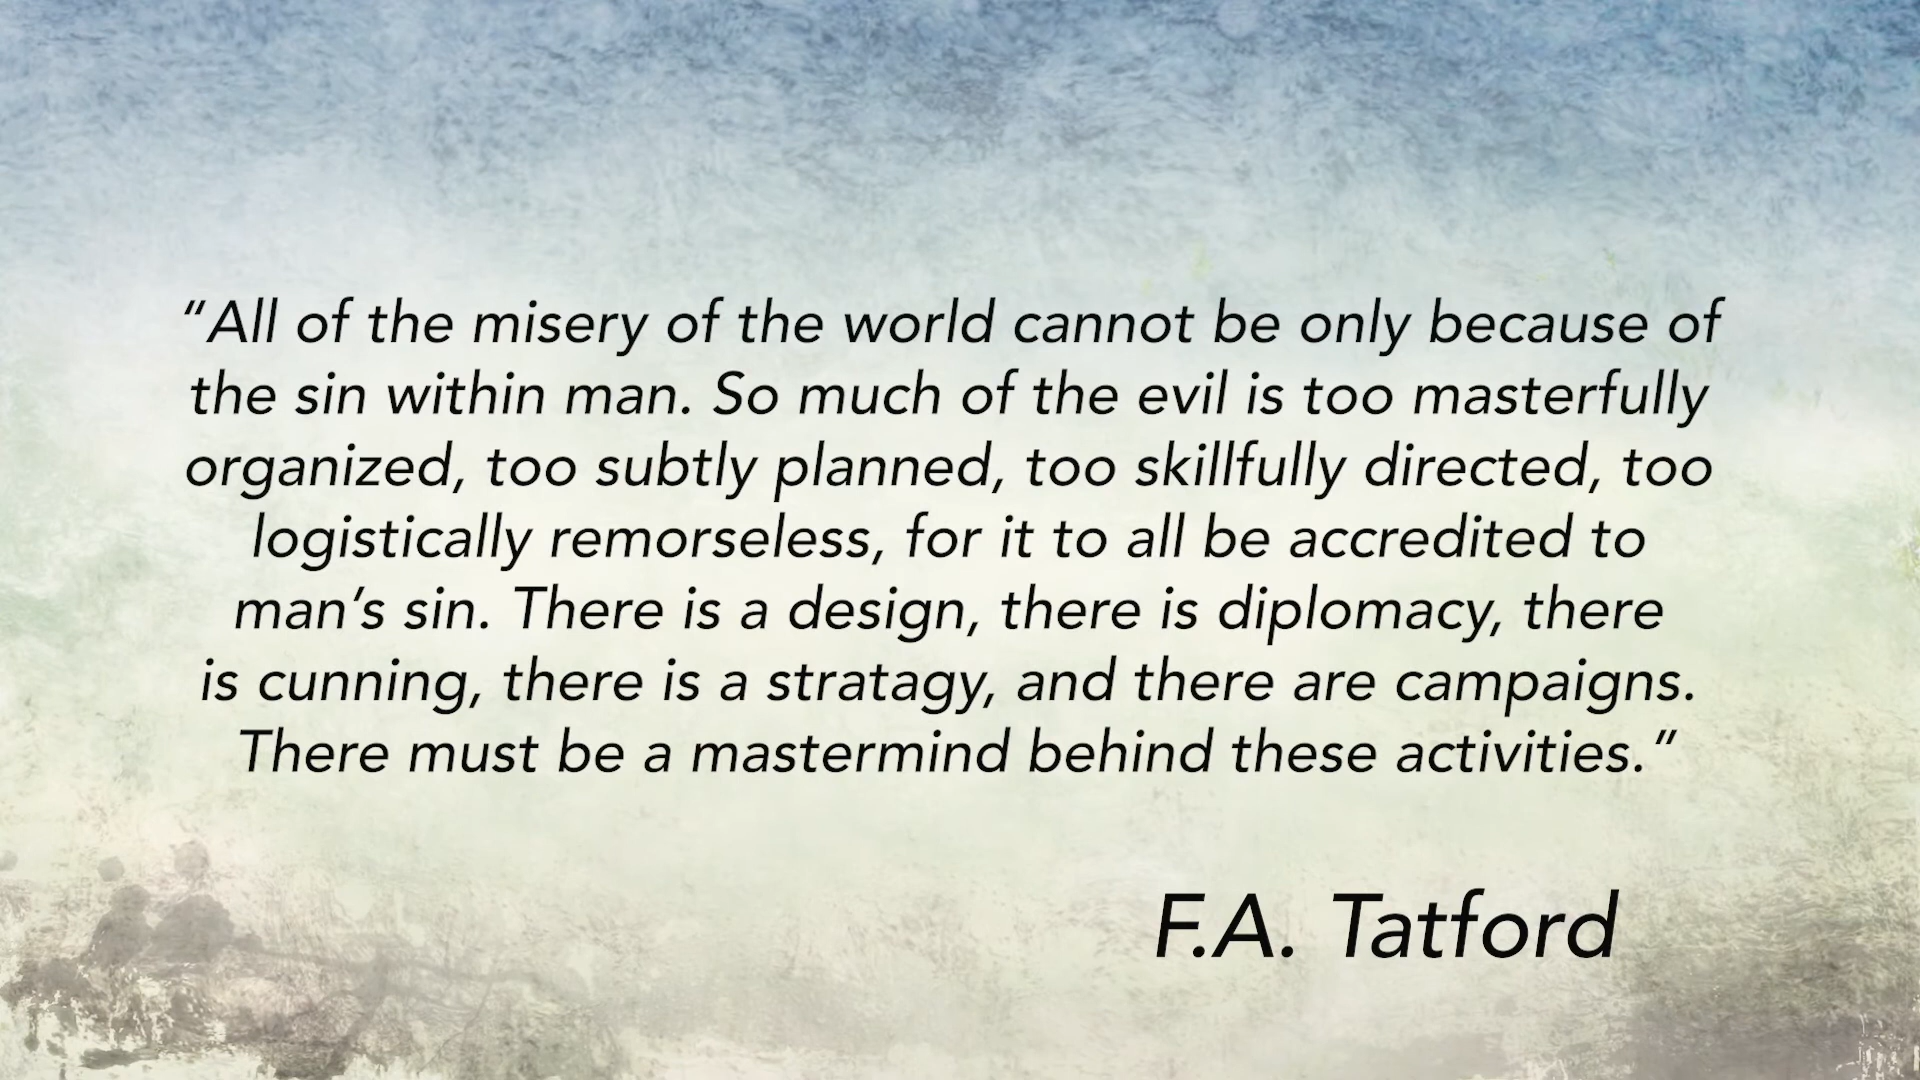 “All of the misery of the world cannot be only because of
the sin within man. So much of the evil is too masterfully
organized, too subtly planned, too skillfully directed, too
logistically remorseless, for it to all be accredited to
man’s sin. There is a design, there is diplomacy, there
is cunning, there is a stratagy, and there are campaigns.
There must be a mastermind behind these activities.”
F.A. Tatford